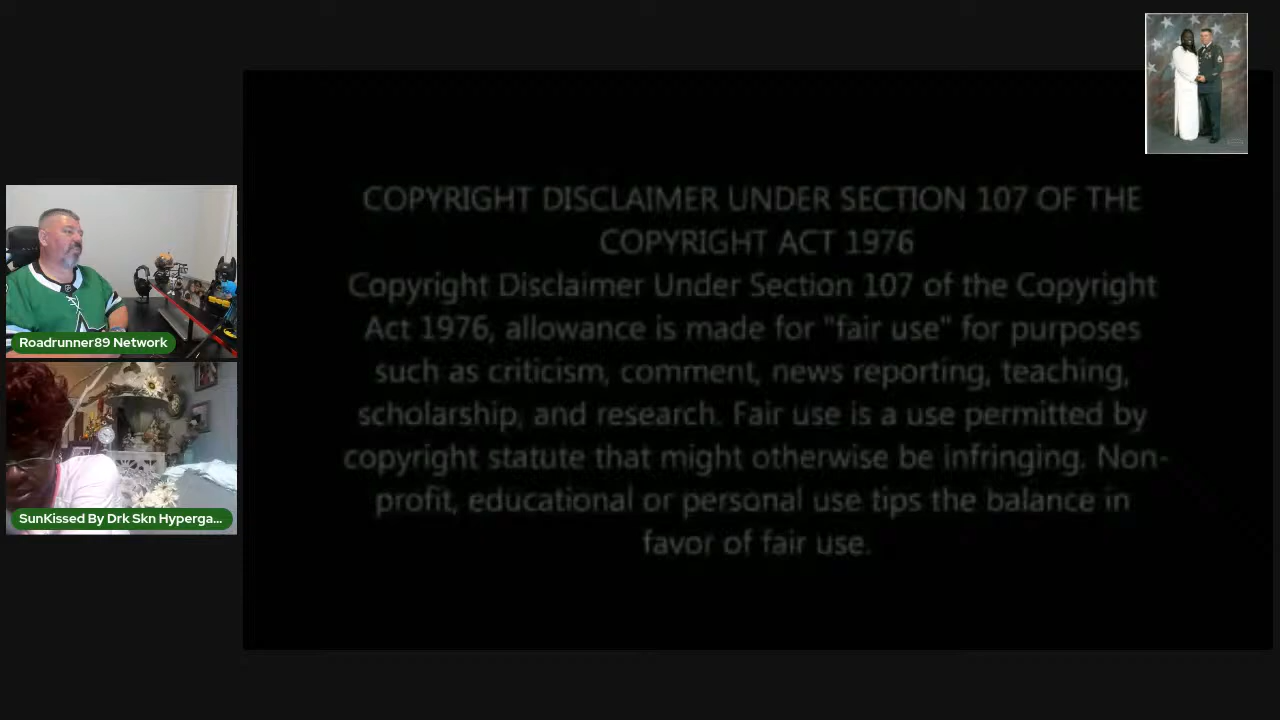 COPYRIGHT DISCLAIMER UNDER SECTION 107 OF THE
COPYRIGHT ACT 1976
Copyright Disclaimer Under Section 107 of the Copyright
Act 1976, allowance is made for "fair use" for purposes
such as criticism, comment, news reporting, teaching,
scholarship, and research. Fair use is a use permitted by
copyright statute that might otherwise be infringing. Non-
profit, educational or personal use tips the balance in
favor of fair use.
Roadrunner89 Network
SunKissed By Drk Skn Hyperga...